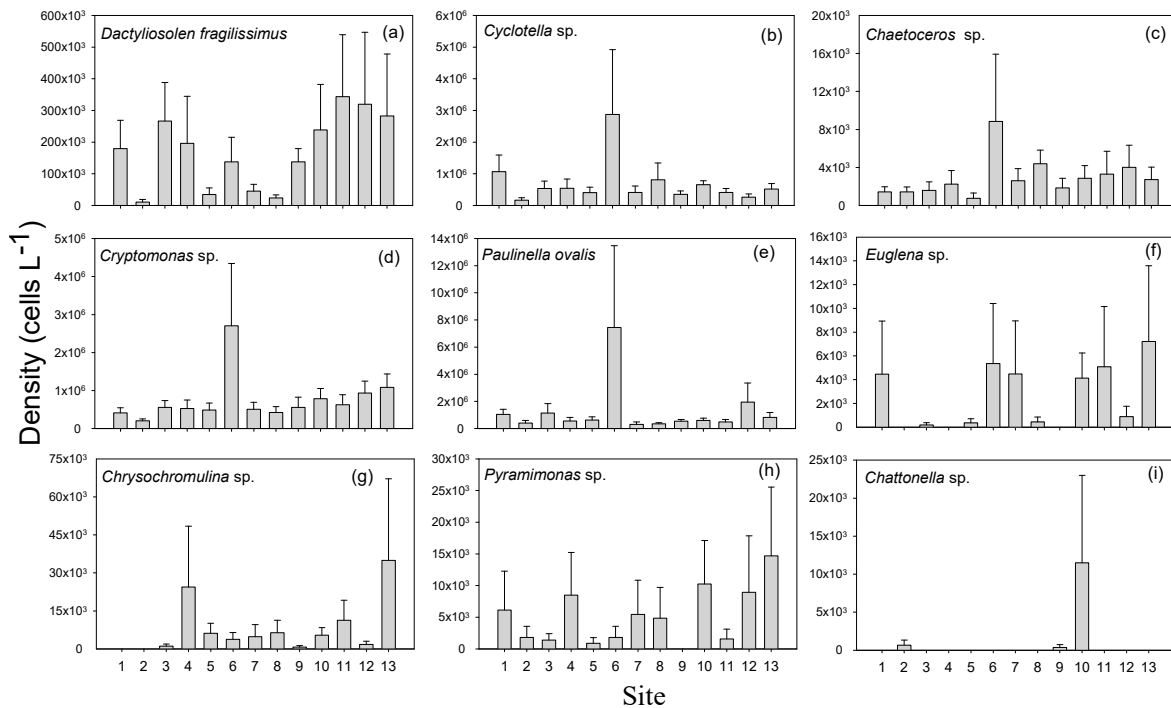 Density (cells L⁻¹)
Dactyliosolen fragilissimus (a)
600x10³
500x10³
400x10³
300x10³
200x10³
100x10³
0
Cyclotella sp. (b)
6x10⁶
5x10⁶
4x10⁶
3x10⁶
2x10⁶
1x10⁶
0
Chaetoceros sp. (c)
20x10³
16x10³
12x10³
8x10³
4x10³
0
Cryptomonas sp. (d)
5x10⁶
4x10⁶
3x10⁶
2x10⁶
1x10⁶
0
Paulinella ovalis (e)
14x10⁶
12x10⁶
10x10⁶
8x10⁶
6x10⁶
4x10⁶
2x10⁶
0
Euglena sp. (f)
16x10³
14x10³
12x10³
10x10³
8x10³
6x10³
4x10³
2x10³
0
Chrysochromulina sp. (g)
75x10³
60x10³
45x10³
30x10³
15x10³
0
1 2 3 4 5 6 7 8 9 10 11 12 13
Pyramimonas sp. (h)
30x10³
25x10³
20x10³
15x10³
10x10³
5x10³
0
1 2 3 4 5 6 7 8 9 10 11 12 13
Chattonella sp. (i)
25x10³
20x10³
15x10³
10x10³
5x10³
0
1 2 3 4 5 6 7 8 9 10 11 12 13
Site